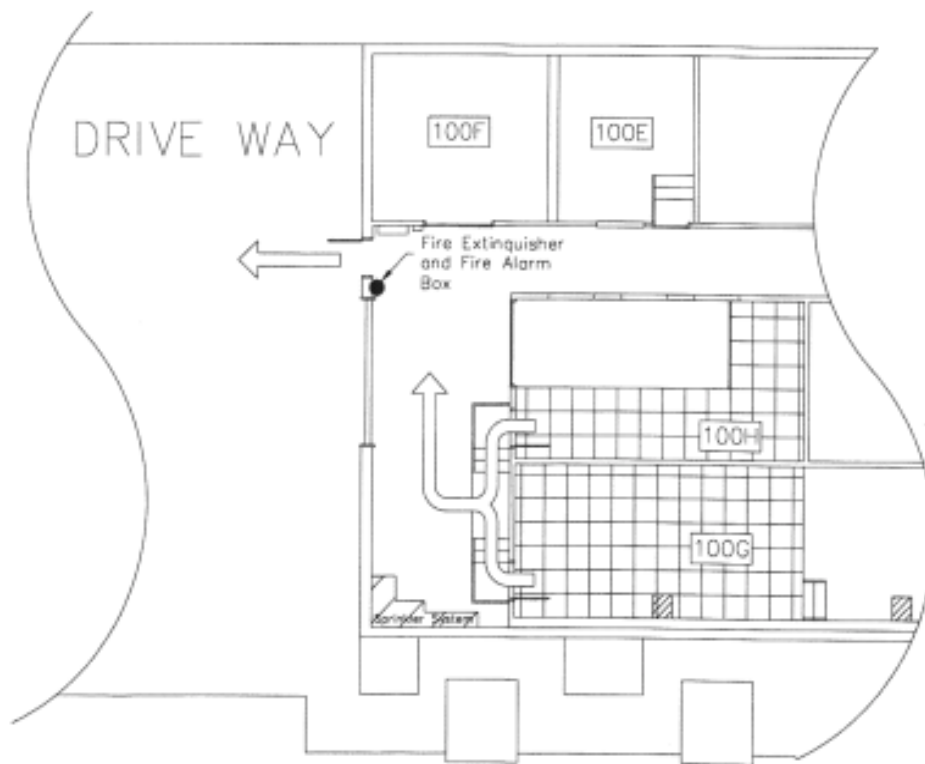 DRIVE WAY
100F
100E
Fire Extinguisher
and Fire Alarm
Box
100H
100G
Sprinkler System